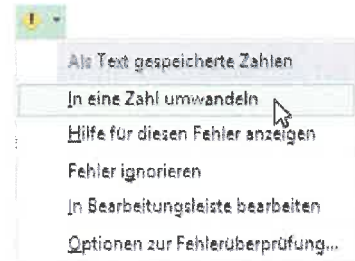 Als Text gespeicherte Zahlen
In eine Zahl umwandeln
Hilfe für diesen Fehler anzeigen
Fehler ignorieren
In Bearbeitungsleiste bearbeiten
Optionen zur Fehlerüberprüfung...